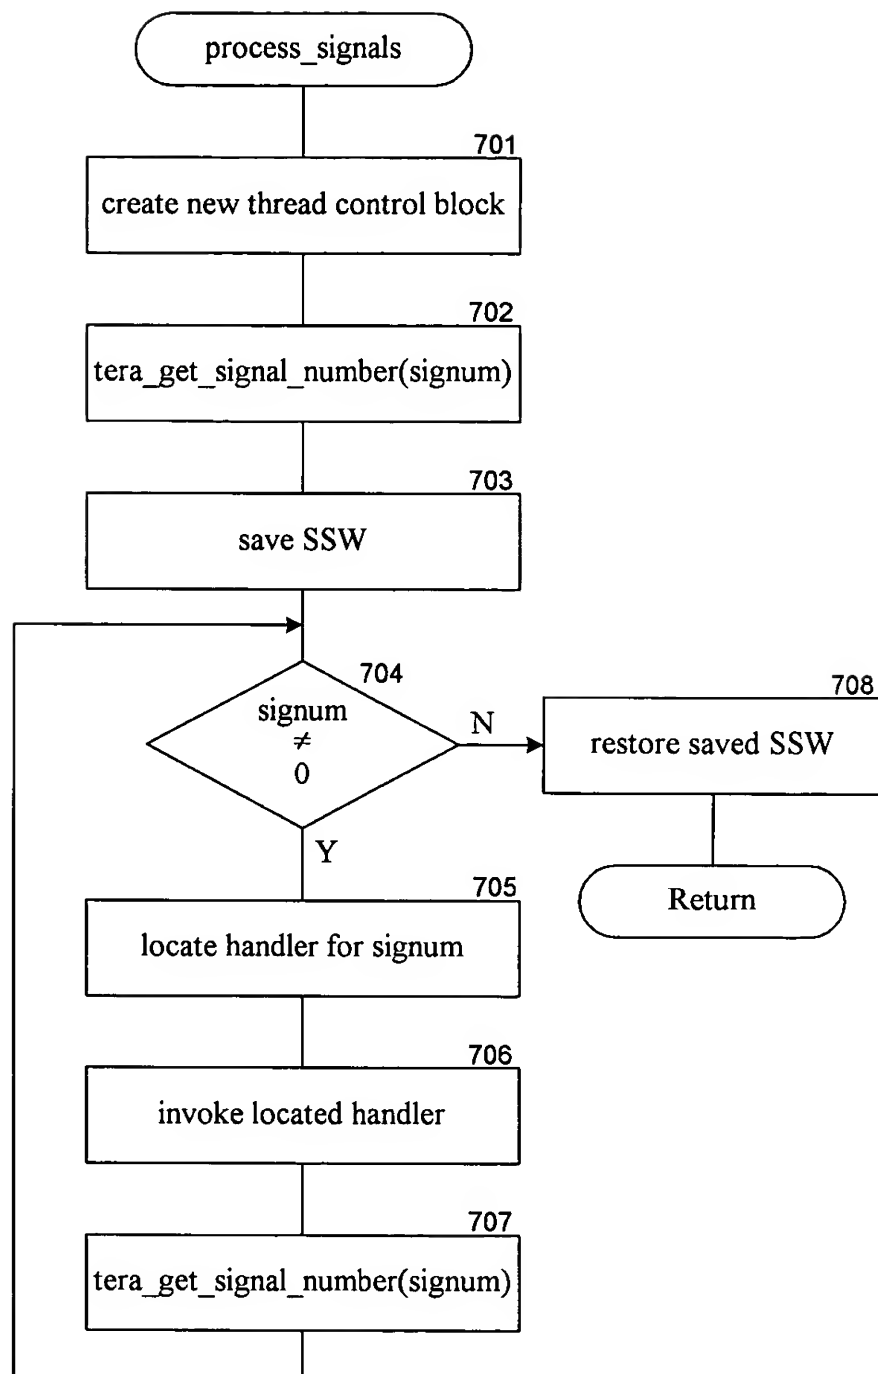 process_signals
701
create new thread control block
702
tera_get_signal_number(signum)
703
save SSW
704
signum
≠
0
N
708
restore saved SSW
Y
Return
705
locate handler for signum
706
invoke located handler
707
tera_get_signal_number(signum)